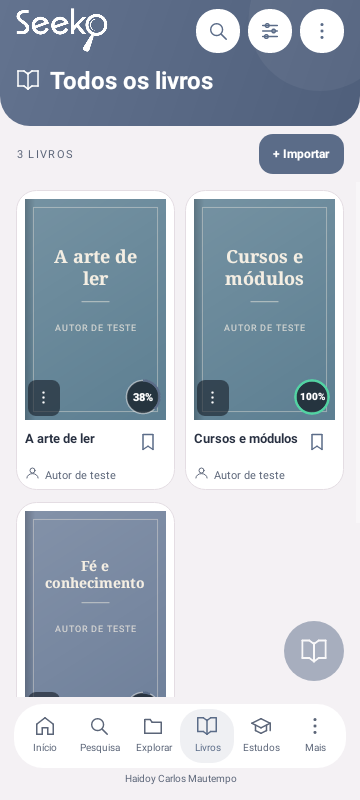 Seeko
Todos os livros
3 LIVROS
+ Importar
A arte de
ler
AUTOR DE TESTE
38%
A arte de ler
Autor de teste
Cursos e
módulos
AUTOR DE TESTE
100%
Cursos e módulos
Autor de teste
Fé e
conhecimento
AUTOR DE TESTE
Início
Pesquisa
Explorar
Livros
Estudos
Mais
Haidoy Carlos Mautempo